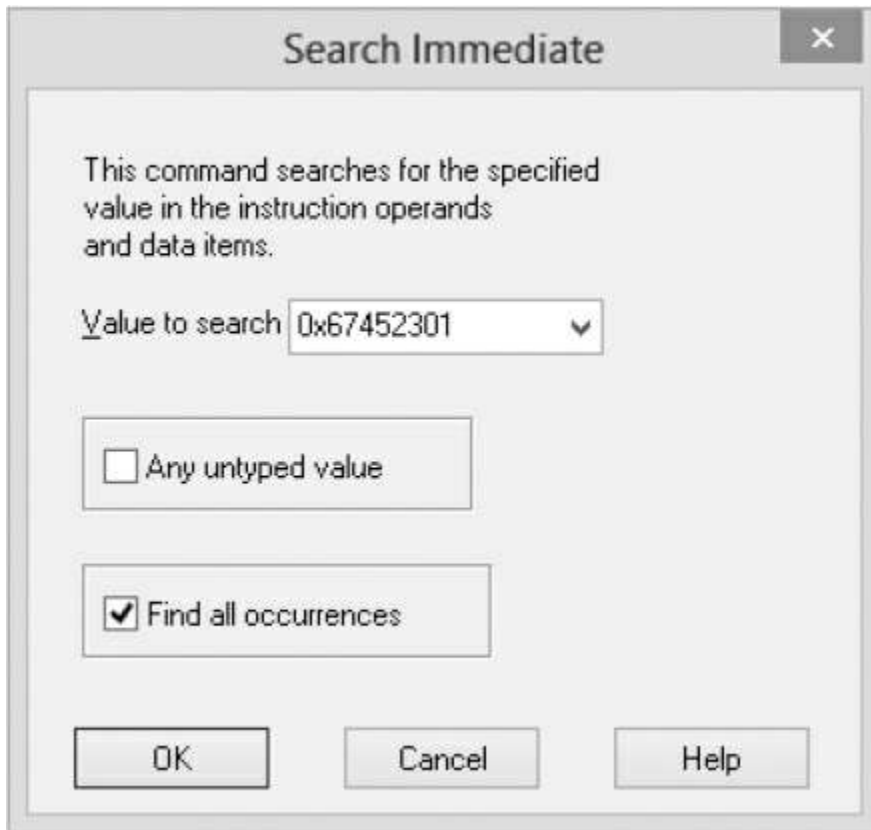 Search Immediate
This command searches for the specified
value in the instruction operands
and data items.
Value to search 0x67452301
Any untyped value
Find all occurrences
OK Cancel Help